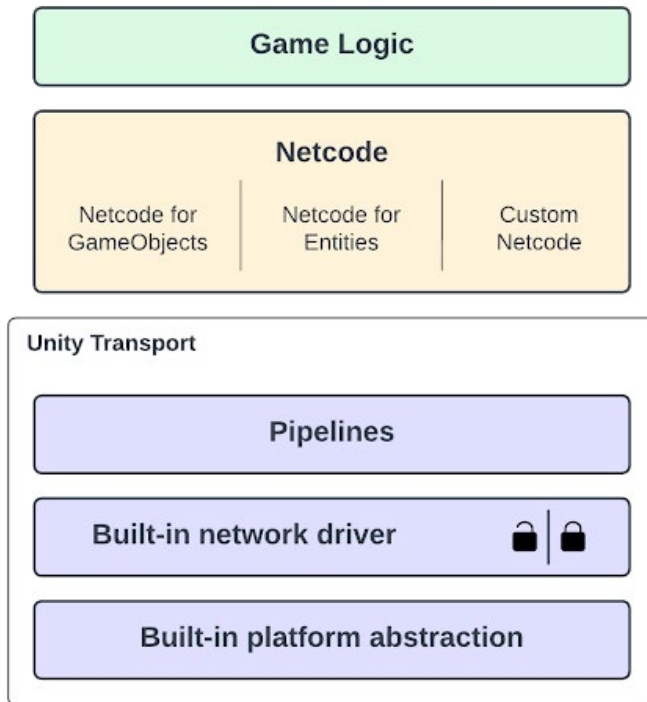 Game Logic
Netcode
Netcode for
GameObjects
Netcode for
Entities
Custom
Netcode
Unity Transport
Pipelines
Built-in network driver
Built-in platform abstraction